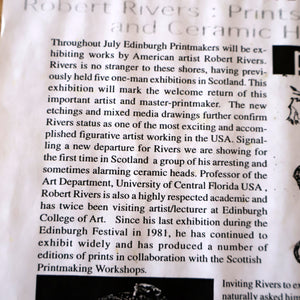 Robert Rivers : Prints
and Ceramic H
Throughout July Edinburgh Printmakers will be ex-
hibiting works by American artist Robert Rivers.
Rivers is no stranger to these shores, having previ-
ously held five one-man exhibitions in Scotland. This
exhibition will mark the welcome return of this
important artist and master-printmaker. The new
etchings and mixed media drawings further confirm
Rivers status as one of the most exciting and accom-
plished figurative artist working in the USA. Signal-
ling a new departure for Rivers we are showing for
the first time in Scotland a group of his arresting and
sometimes alarming ceramic heads. Professor of the
Art Department, University of Central Florida USA .
Robert Rivers is also a highly respected academic and
has twice been visiting artist/lecturer at Edinburgh
College of Art. Since his last exhibition during the
Edinburgh Festival in 1981, he has continued to
exhibit widely and has produced a number of
editions of prints in collaboration with the Scottish
Printmaking Workshops.
Inviting Rivers to ex
naturally asked hi